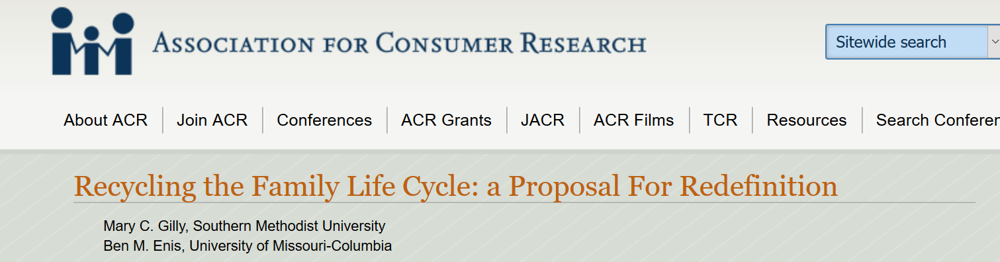 Association for Consumer Research
Sitewide search
About ACR
Join ACR
Conferences
ACR Grants
JACR
ACR Films
TCR
Resources
Search Conferen
Recycling the Family Life Cycle: a Proposal For Redefinition
Mary C. Gilly, Southern Methodist University
Ben M. Enis, University of Missouri-Columbia